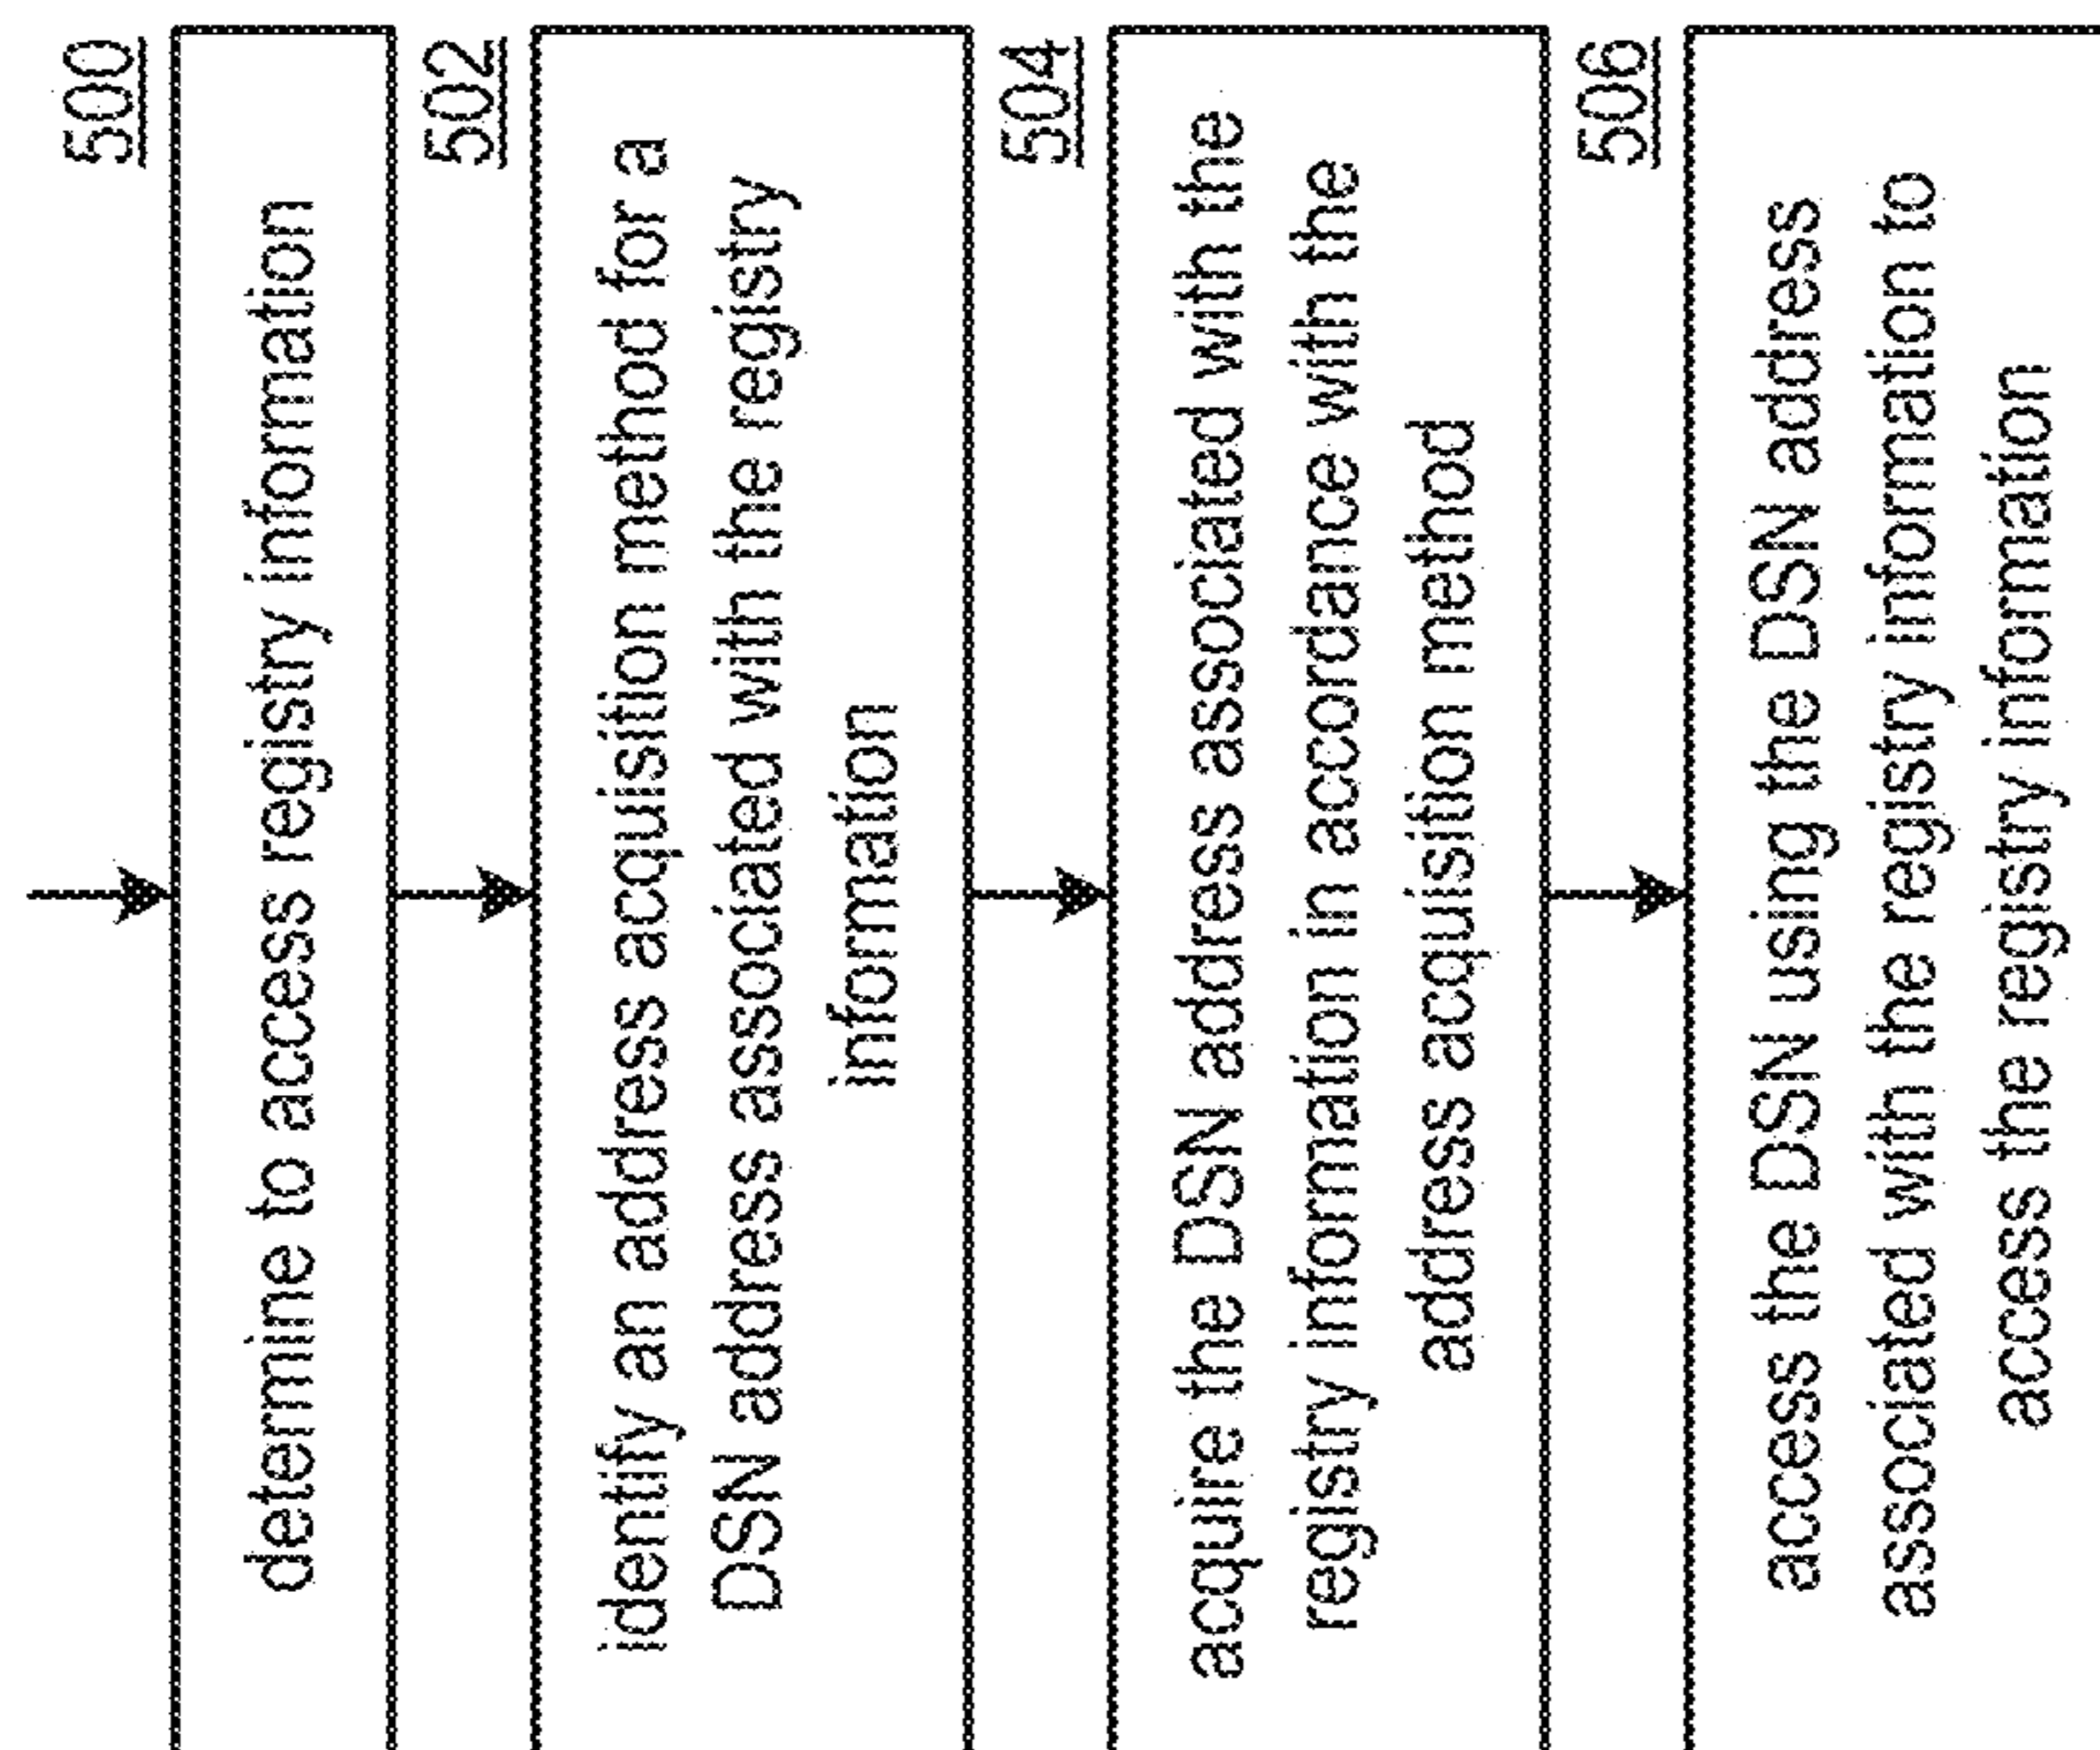 500
determine to access registry information
502
identify an address acquisition method for a
DSN address associated with the registry
information
504
acquire the DSN address associated with the
registry information in accordance with the
address acquisition method
506
access the DSN using the DSN address
associated with the registry information to
access the registry information